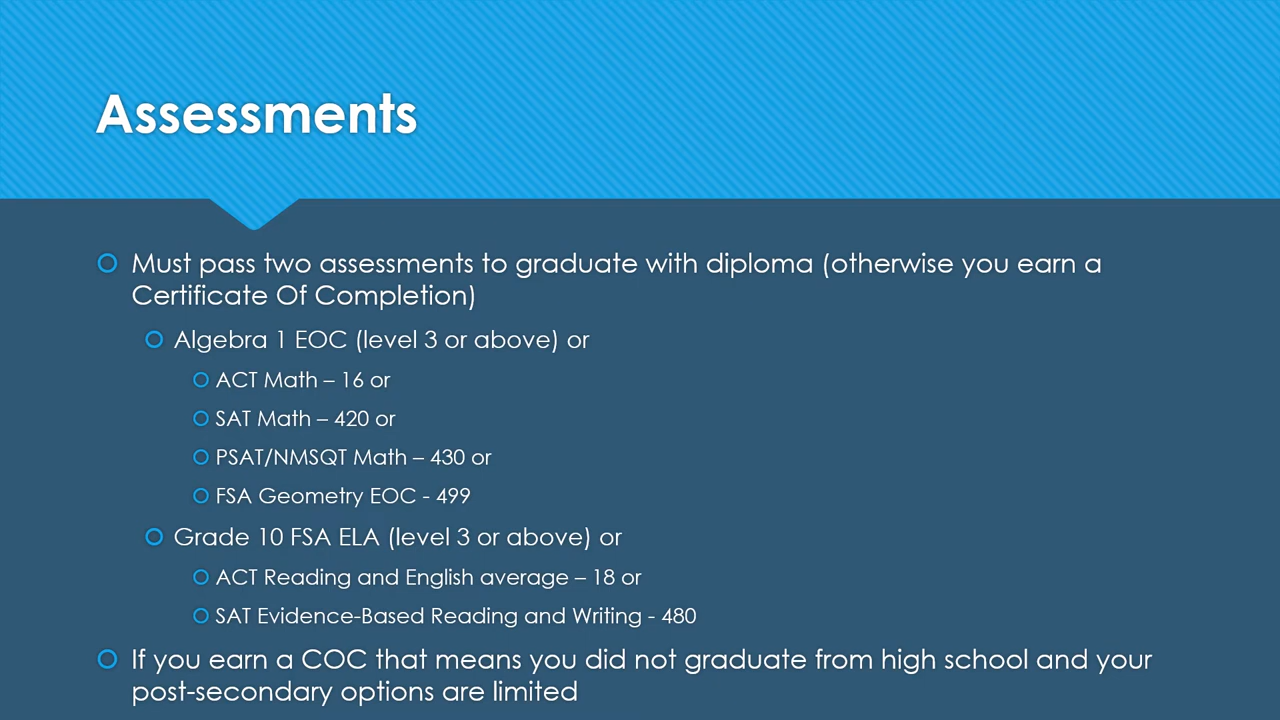 Assessments
Must pass two assessments to graduate with diploma (otherwise you earn a
Certificate Of Completion)
Algebra 1 EOC (level 3 or above) or
ACT Math – 16 or
SAT Math – 420 or
PSAT/NMSQT Math – 430 or
FSA Geometry EOC - 499
Grade 10 FSA ELA (level 3 or above) or
ACT Reading and English average – 18 or
SAT Evidence-Based Reading and Writing - 480
If you earn a COC that means you did not graduate from high school and your
post-secondary options are limited